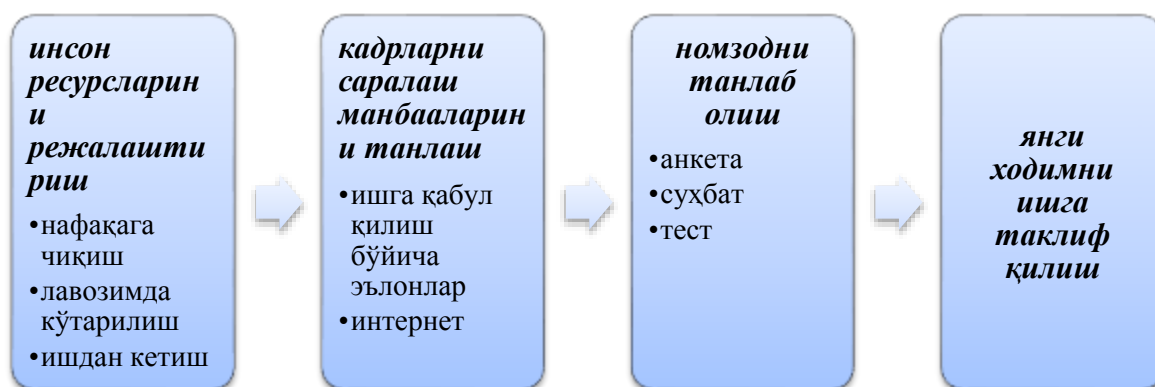 инсон
ресурсларин
и
режалашти
риш
•нафақага
чиқиш
•лавозимда
кўтарилиш
•ишдан кетиш
кадрларни
саралаш
манбааларин
и танлаш
•ишга қабул
қилиш
бўйича
эълонлар
•интернет
номзодни
танлаб
олиш
•анкета
•суҳбат
•тест
янги
ходимни
ишга
таклиф
қилиш